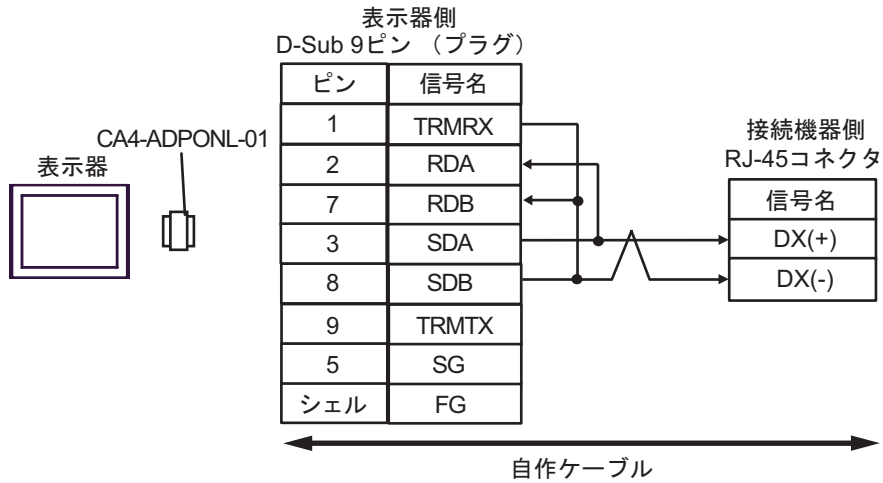 表示器側
D-Sub 9ピン （プラグ）
ピン 信号名
1 TRMRX
2 RDA
7 RDB
3 SDA
8 SDB
9 TRMTX
5 SG
シェル FG
CA4-ADPONL-01
表示器
接続機器側
RJ-45コネクタ
信号名
DX(+)
DX(-)
自作ケーブル